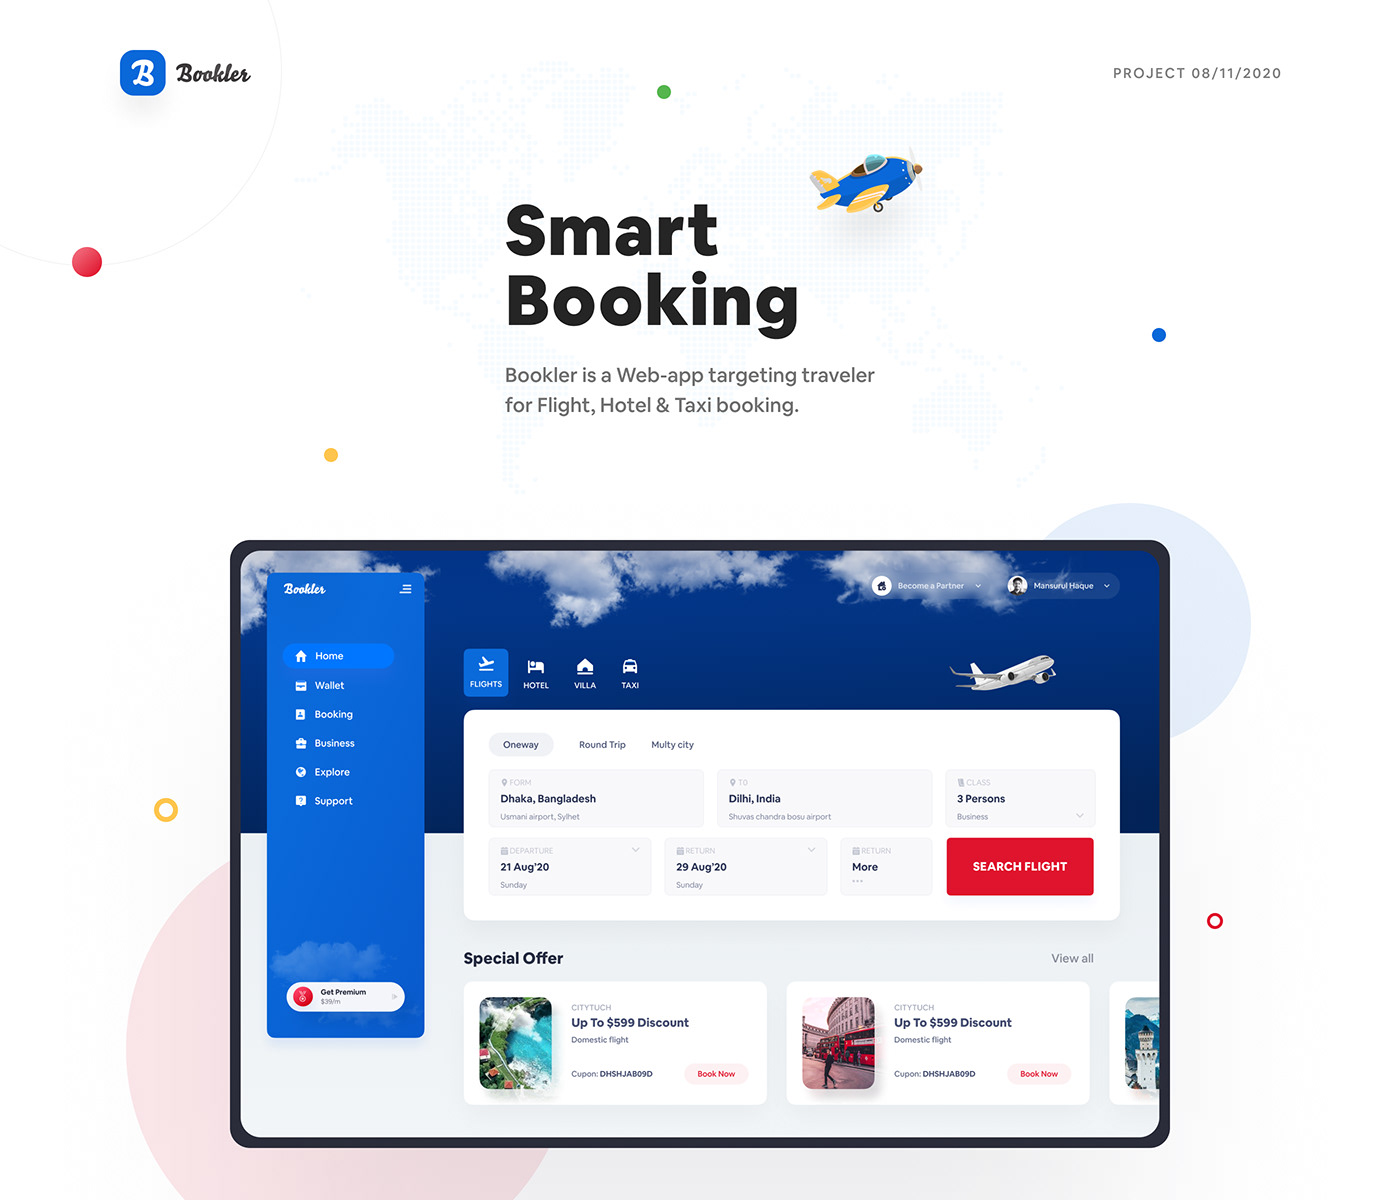 B Bookler
PROJECT 08/11/2020
Smart
Booking
Bookler is a Web-app targeting traveler
for Flight, Hotel & Taxi booking.
Bookler
Become a Partner
Mansurul Haque
Home
Wallet
Booking
Business
Explore
Support
Get Premium
$39/m
FLIGHTS
HOTEL
VILLA
TAXI
Oneway
Round Trip
Multy city
FORM
Dhaka, Bangladesh
Usmani airport, Sylhet
TO
Dilhi, India
Shuvas chandra bosu airport
CLASS
3 Persons
Business
DEPARTURE
21 Aug'20
Sunday
RETURN
29 Aug'20
Sunday
RETURN
More
SEARCH FLIGHT
Special Offer
View all
CITYTUCH
Up To $599 Discount
Domestic flight
Cupon: DHSHJAB09D
Book Now
CITYTUCH
Up To $599 Discount
Domestic flight
Cupon: DHSHJAB09D
Book Now